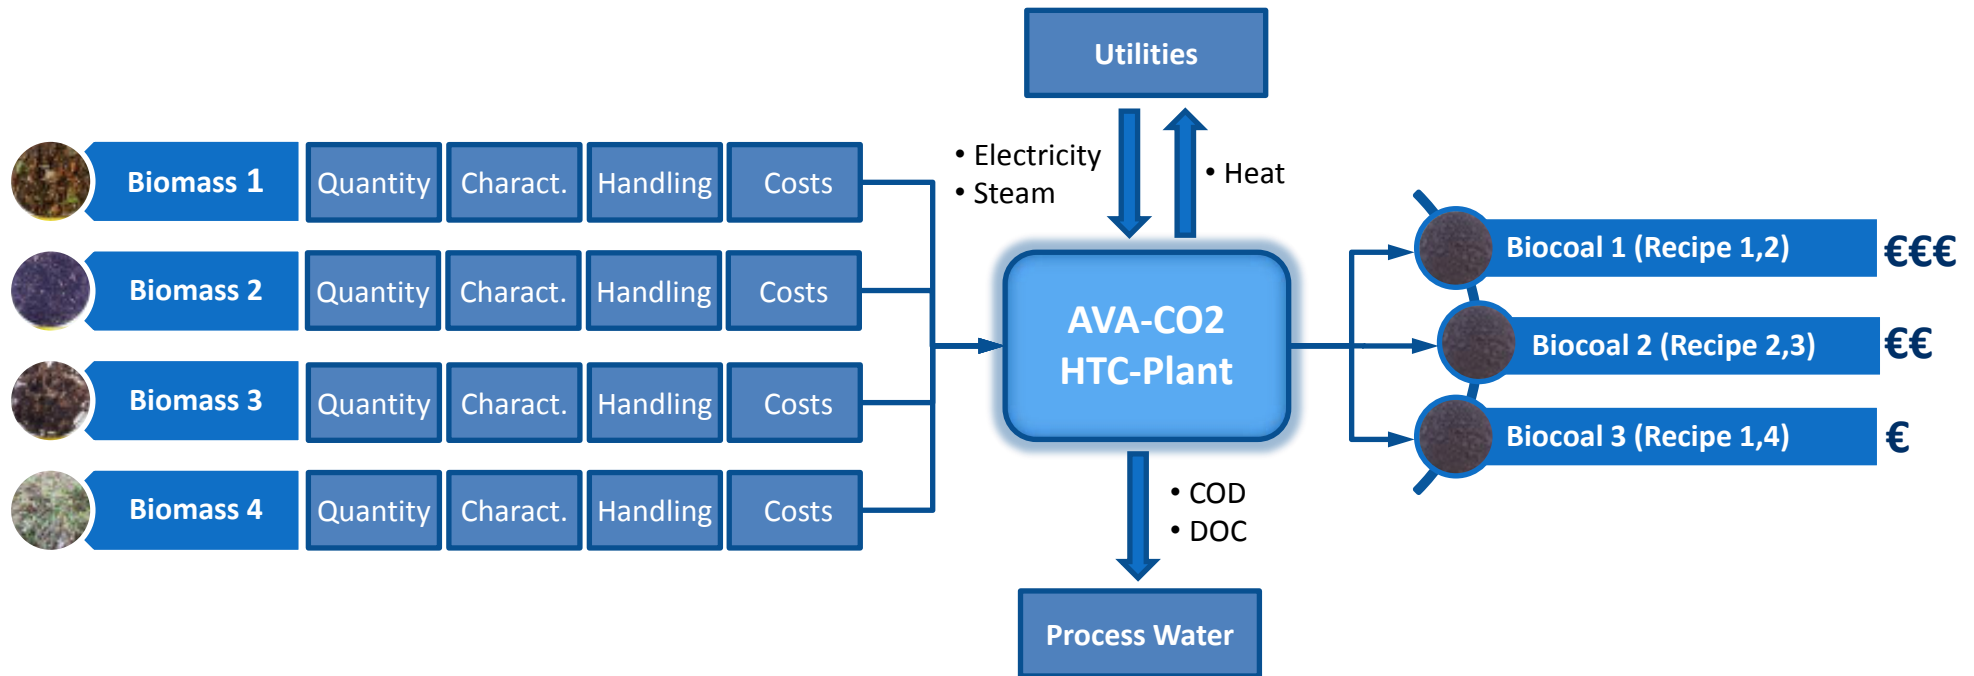 Utilities
• Electricity
• Steam
• Heat
Biomass 1 Quantity Charact. Handling Costs
Biomass 2 Quantity Charact. Handling Costs
Biomass 3 Quantity Charact. Handling Costs
Biomass 4 Quantity Charact. Handling Costs
AVA-CO2
HTC-Plant
• COD
• DOC
Process Water
Biocoal 1 (Recipe 1,2) €€€
Biocoal 2 (Recipe 2,3) €€
Biocoal 3 (Recipe 1,4) €